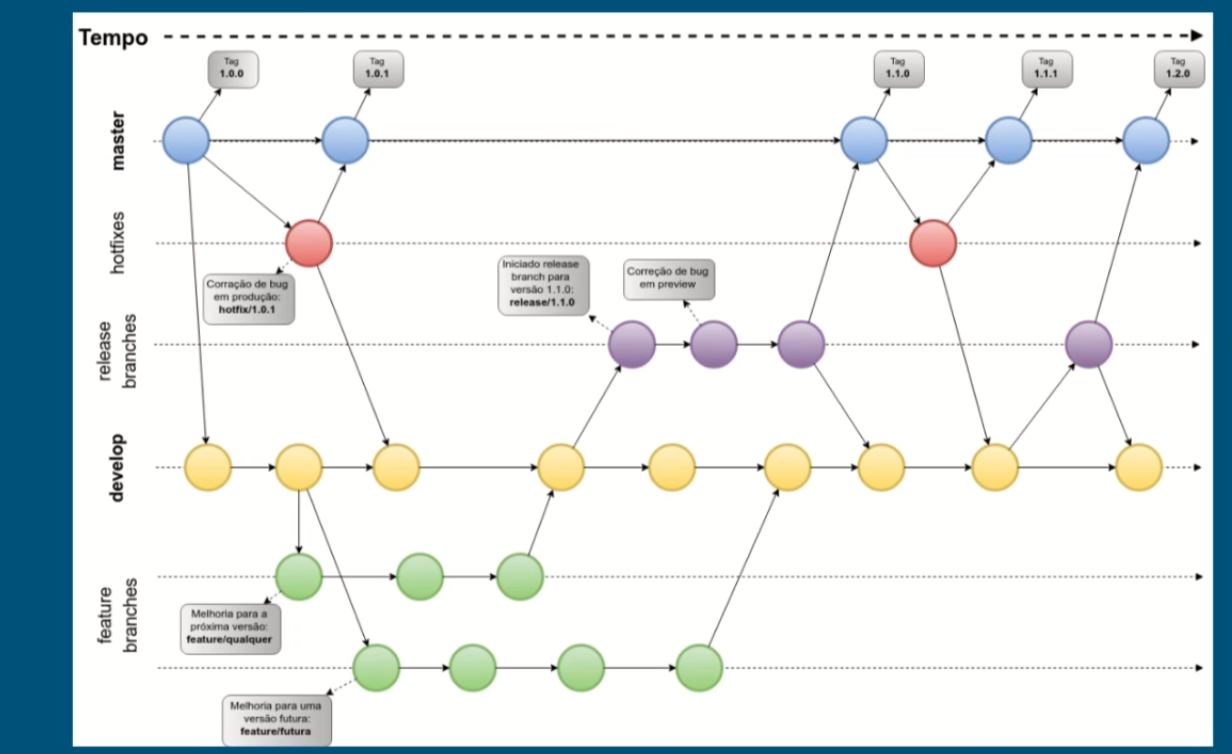 Tempo
Tag
1.0.0
Tag
1.0.1
Tag
1.1.0
Tag
1.1.1
Tag
1.2.0
master
hotfixes
Corração de bug
em produção:
hotfix/1.0.1
Iniciado release
branch para
versão 1.1.0:
release/1.1.0
Correção de bug
em preview
release
branches
develop
feature
branches
Melhoria para a
próxima versão:
feature/qualquer
Melhoria para uma
versão futura:
feature/futura